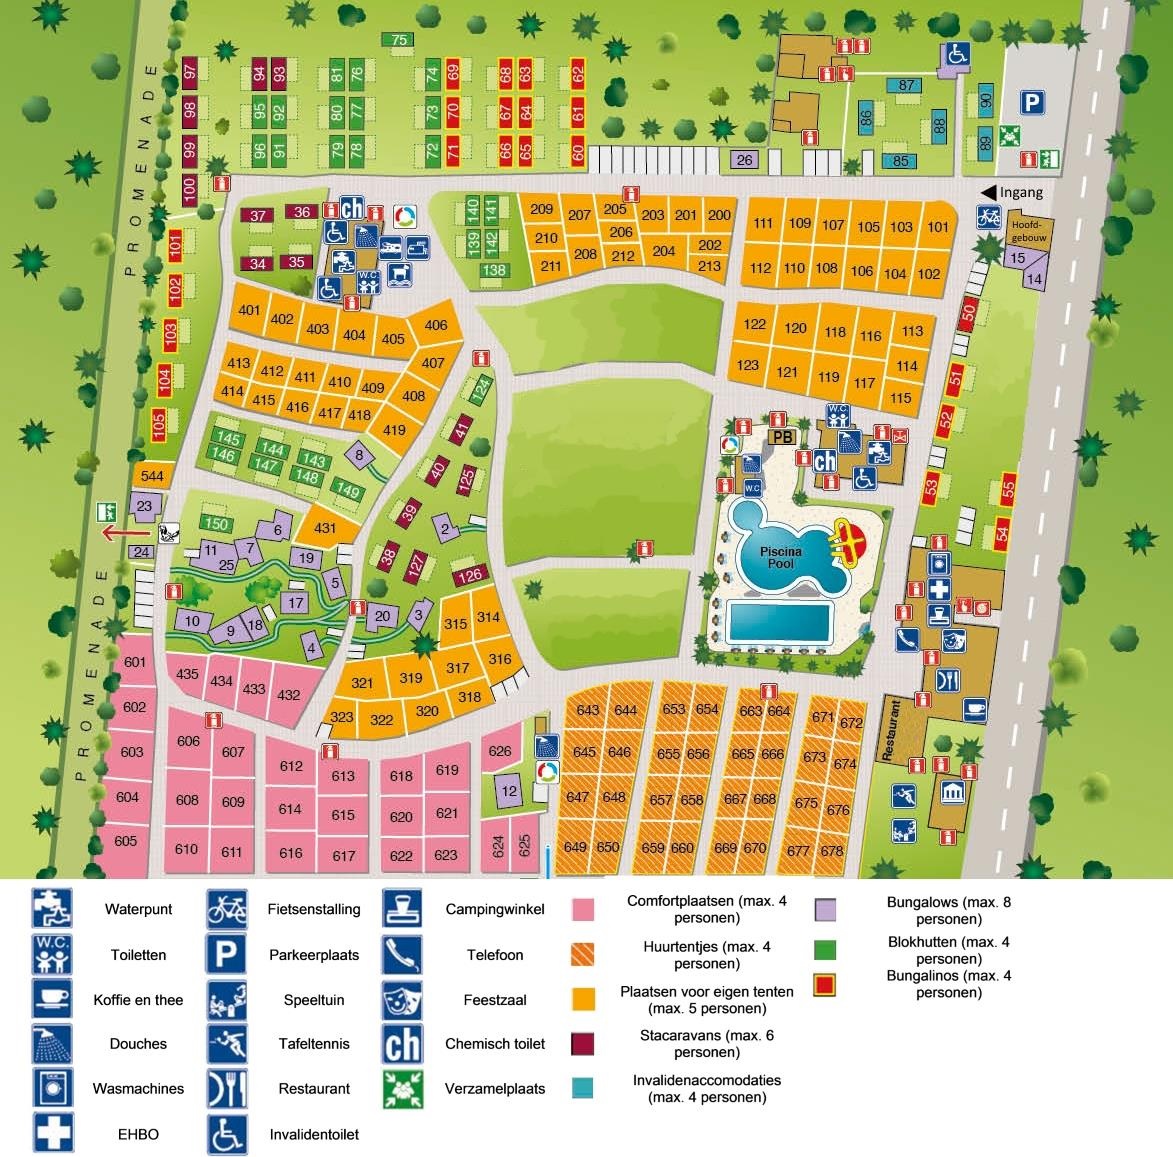 75
97 94 93 81 76 74 69 68 63 62
98 95 92 80 77 73 70 67 64 61
99 96 91 79 78 72 71 66 65 60
100
PROMENADE
87
86 88 90
85 89
26
P
Ingang
Hoofd-
gebouw
15
14
37 36
34 35
ch
W.C.
140 141
139 142
138
209 207 205 203 201 200
210 206 202
211 208 212 204 213
111 109 107 105 103 101
112 110 108 106 104 102
101
102
103
104
105
401 402 403 404 405 406
413 412 411 410 409 407
414 415 416 417 418 408
419
122 120 118 116 113
123 121 119 117 114
115
50
51
52
53
55
54
124
41
40 125
39
38 127
126
145 144 143
146 147 148 149
8
544
23
24
150
6
431
11 7 19
25 5
17
10 9 18
4
2
20 3
W.C.
PB
ch
W.C
Piscina
Pool
315 314
316
317
321 319 318
323 322 320
PROMENADE
601
602
603
604
605
435 434 433 432
606 607
608 609
610 611
612 613
614 615
616 617
618 619
620 621
622 623
626
12
624 625
643 644 653 654 663 664 671 672
645 646 655 656 665 666 673 674
647 648 657 658 667 668 675 676
649 650 659 660 669 670 677 678
Restaurant
Waterpunt
W.C.
Toiletten
Koffie en thee
Douches
Wasmachines
EHBO
Fietsenstalling
P
Parkeerplaats
Speeltuin
Tafeltennis
Restaurant
Invalidentoilet
Campingwinkel
Telefoon
Feestzaal
ch
Chemisch toilet
Verzamelplaats
Comfortplaatsen (max. 4
personen)
Huurtentjes (max. 4
personen)
Plaatsen voor eigen tenten
(max. 5 personen)
Stacaravans (max. 6
personen)
Invalidenaccomodaties
(max. 4 personen)
Bungalows (max. 8
personen)
Blokhutten (max. 4
personen)
Bungalinos (max. 4
personen)